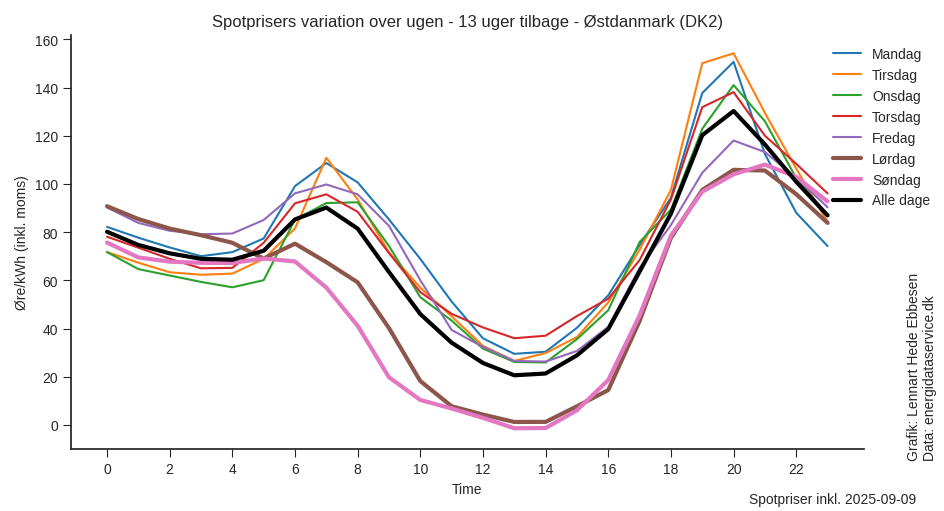 Spotprisers variation over ugen - 13 uger tilbage - Østdanmark (DK2)
160
140
120
100
80
60
40
20
0
Øre/kWh (inkl. moms)
0 2 4 6 8 10 12 14 16 18 20 22
Time
Mandag
Tirsdag
Onsdag
Torsdag
Fredag
Lørdag
Søndag
Alle dage
Grafik: Lennart Hede Ebbesen
Data: energidataservice.dk
Spotpriser inkl. 2025-09-09